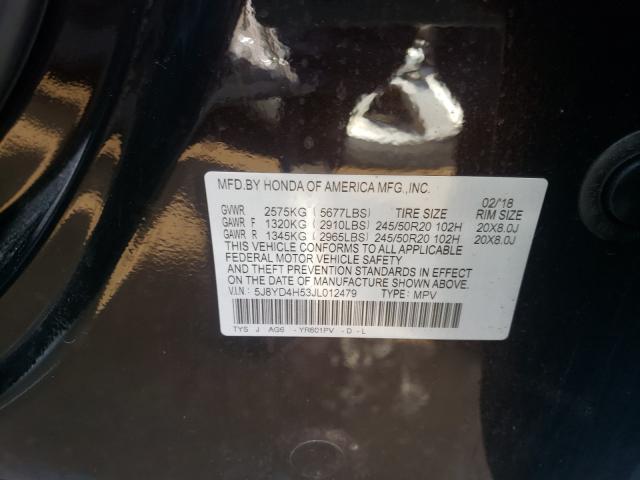 MFD.BY HONDA OF AMERICA MFG.,INC.
02/'18
GVWR 2575KG ( 5677LBS) TIRE SIZE RIM SIZE
GAWR F 1320KG ( 2910LBS) 245/50R20 102H 20X8.0J
GAWR R 1345KG ( 2965LBS) 245/50R20 102H 20X8.0J
THIS VEHICLE CONFORMS TO ALL APPLICABLE
FEDERAL MOTOR VEHICLE SAFETY
AND THEFT PREVENTION STANDARDS IN EFFECT
ON THE DATE OF MANUFACTURE SHOWN ABOVE.
V.I.N: 5J8YD4H53JL012479 TYPE: MPV
TYS J AG6 -YR601PV -D -L